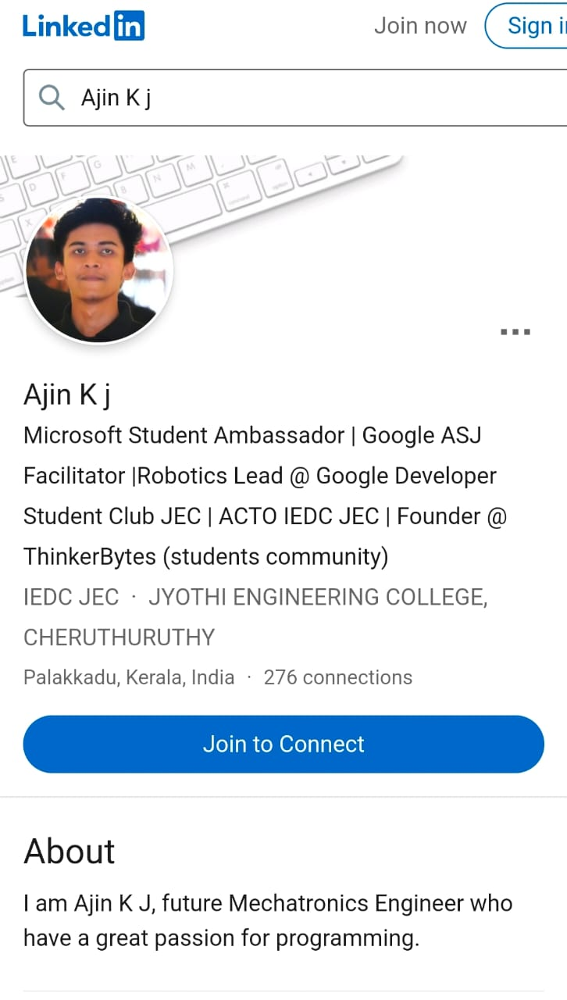 LinkedIn
Join now
Sign i
Ajin K j
E
G
M
D
F
B
N
X
command
option
Ajin K j
Microsoft Student Ambassador | Google ASJ
Facilitator |Robotics Lead @ Google Developer
Student Club JEC | ACTO IEDC JEC | Founder @
ThinkerBytes (students community)
IEDC JEC · JYOTHI ENGINEERING COLLEGE,
CHERUTHURUTHY
Palakkadu, Kerala, India · 276 connections
Join to Connect
About
I am Ajin K J, future Mechatronics Engineer who
have a great passion for programming.